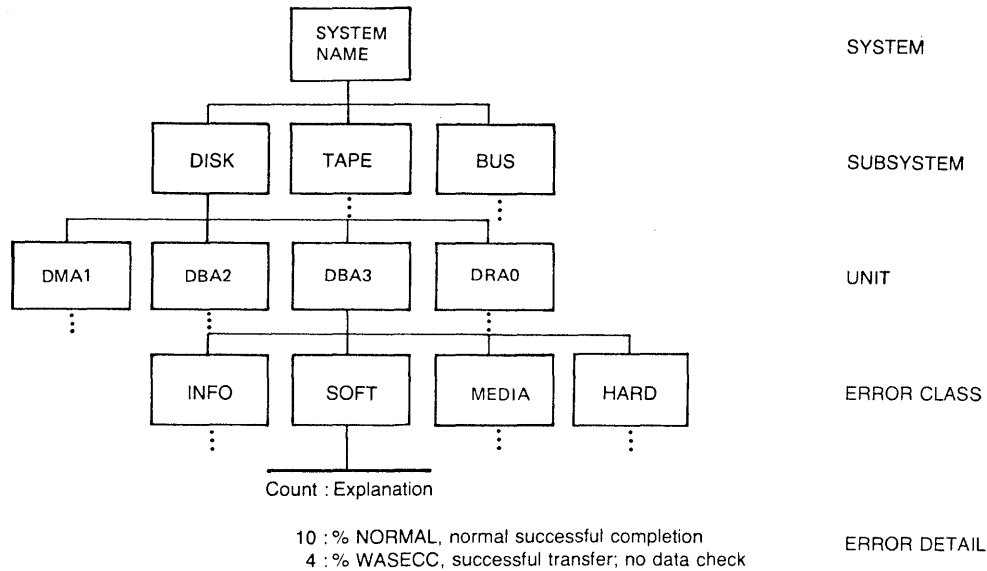 SYSTEM
NAME
SYSTEM
DISK
TAPE
BUS
SUBSYSTEM
DMA1
DBA2
DBA3
DRA0
UNIT
INFO
SOFT
MEDIA
HARD
ERROR CLASS
Count : Explanation
10 : % NORMAL, normal successful completion
4 : % WASECC, successful transfer; no data check
ERROR DETAIL